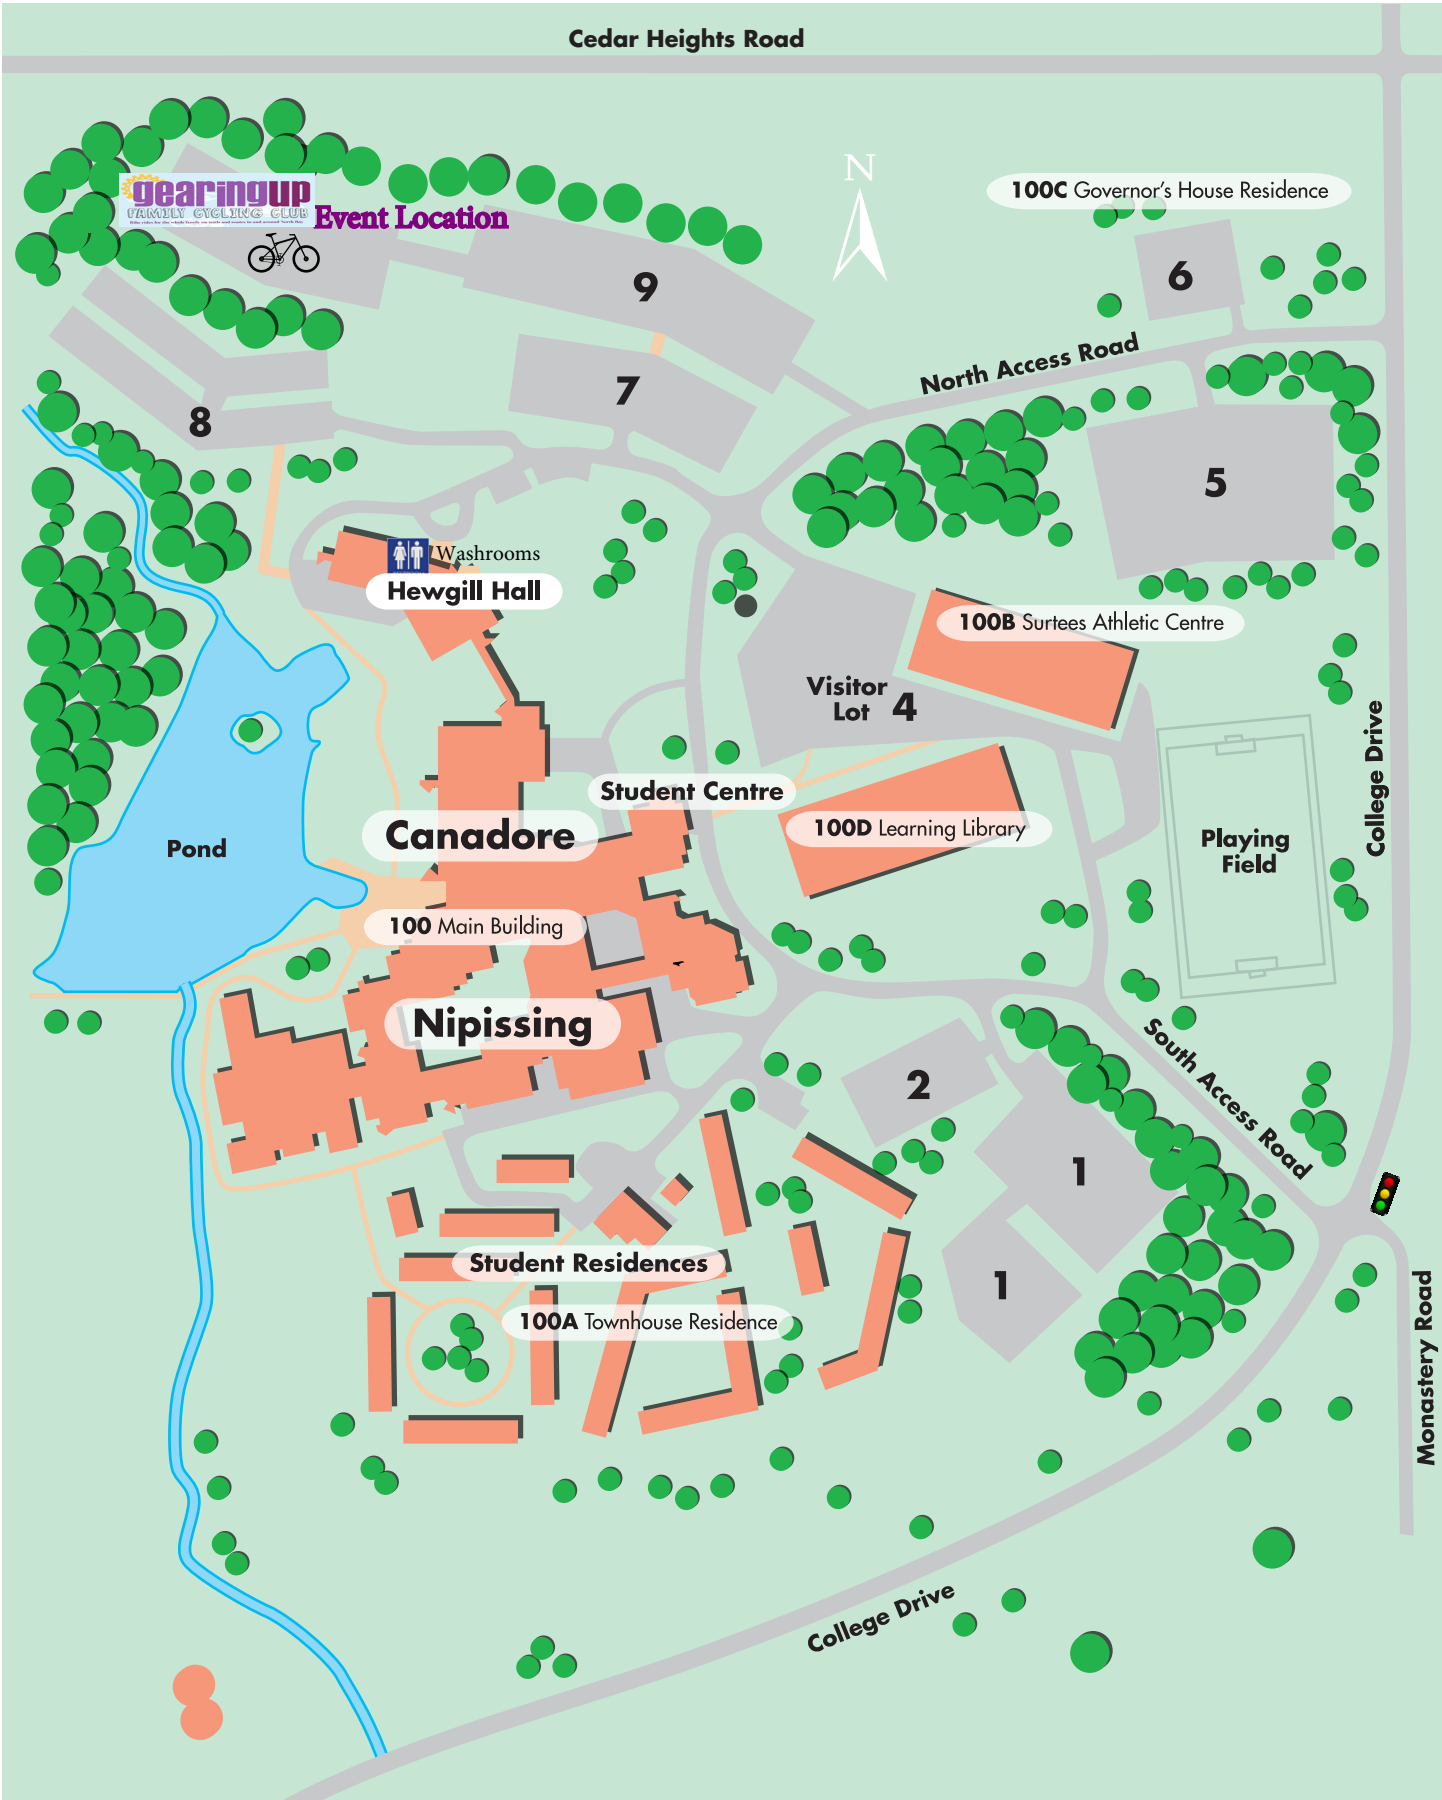 Cedar Heights Road
N
100C Governor's House Residence
gearingup
FAMILY CYCLING CLUB
Event Location
9
6
North Access Road
7
8
5
Washrooms
Hewgill Hall
100B Surtees Athletic Centre
Visitor
Lot 4
College Drive
Student Centre
Canadore
100D Learning Library
Pond
Playing
Field
100 Main Building
Nipissing
South Access Road
2
1
Student Residences
1
100A Townhouse Residence
Monastery Road
College Drive